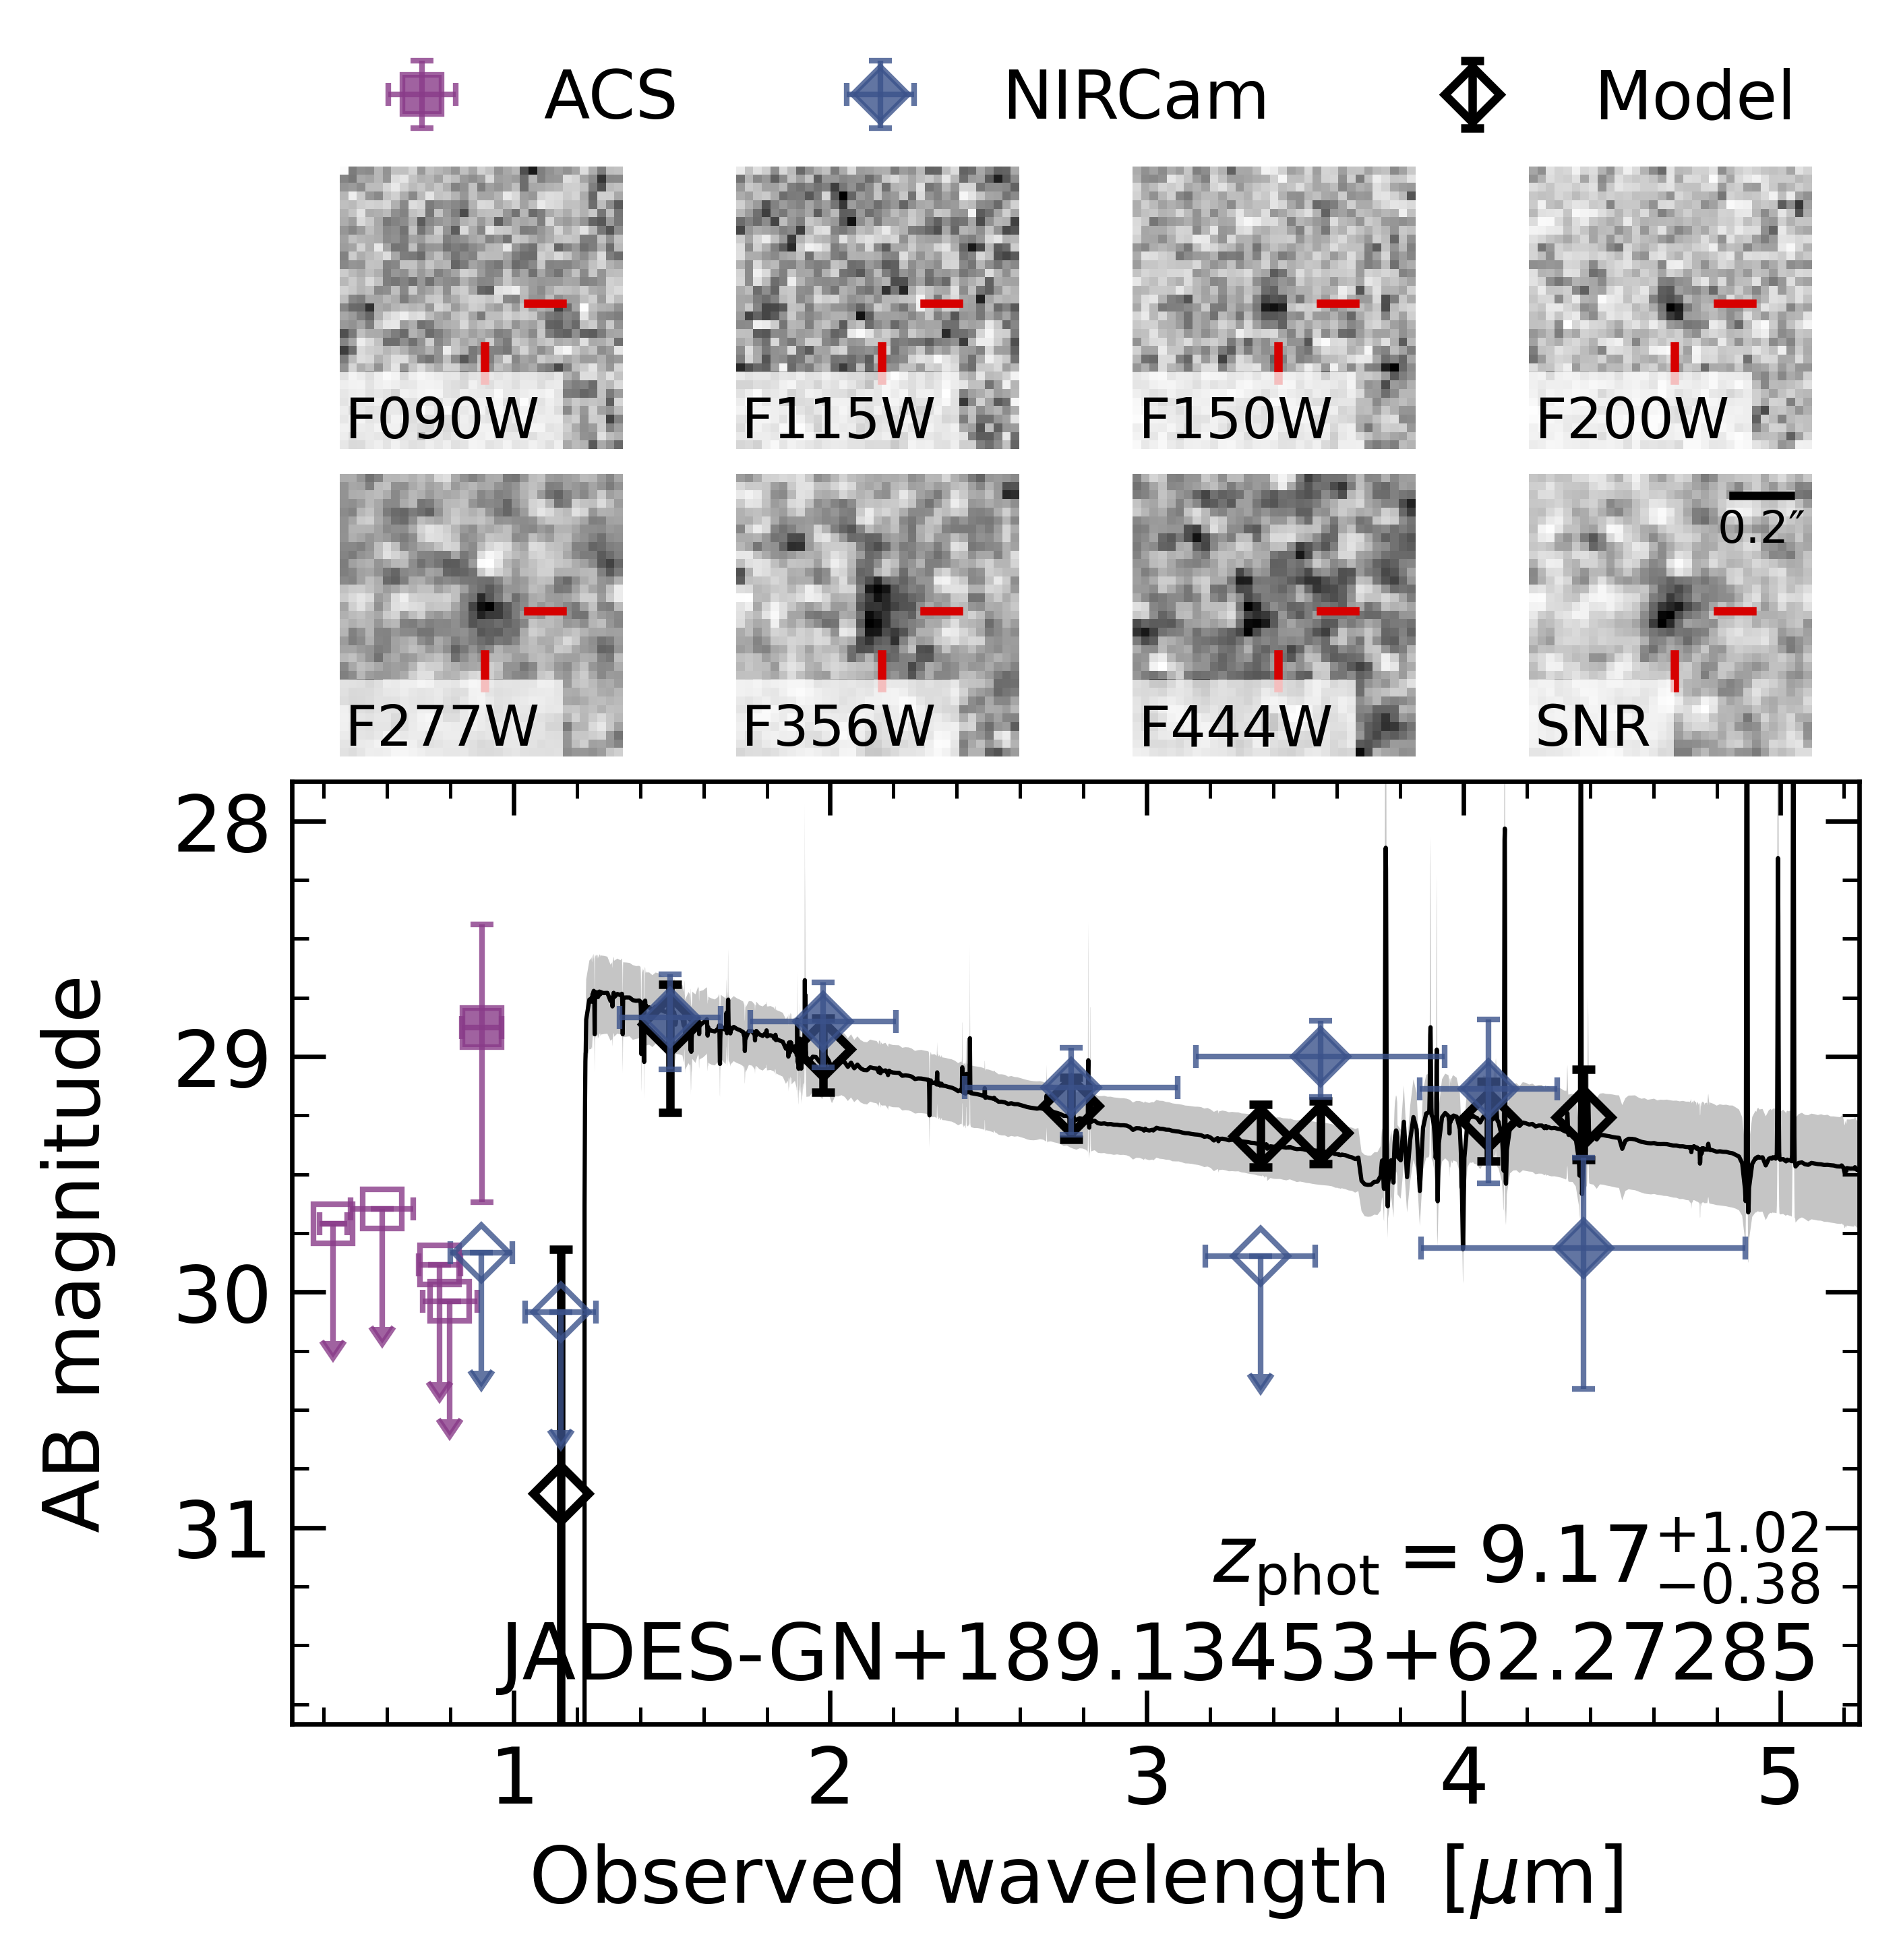 ACS NIRCam Model
F090W F115W F150W F200W
0.2″
F277W F356W F444W SNR
28
29
30
31
AB magnitude
z_phot = 9.17^{+1.02}_{−0.38}
JADES-GN+189.13453+62.27285
1 2 3 4 5
Observed wavelength [μm]